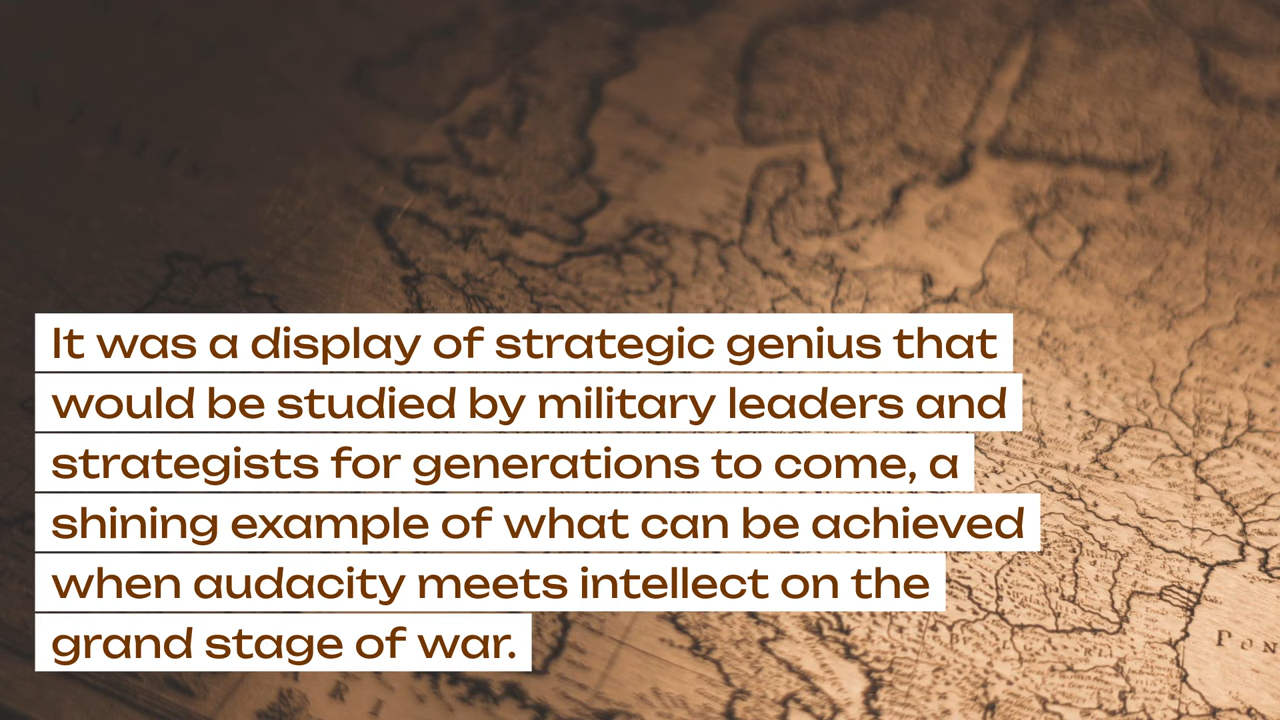 It was a display of strategic genius that
would be studied by military leaders and
strategists for generations to come, a
shining example of what can be achieved
when audacity meets intellect on the
grand stage of war.